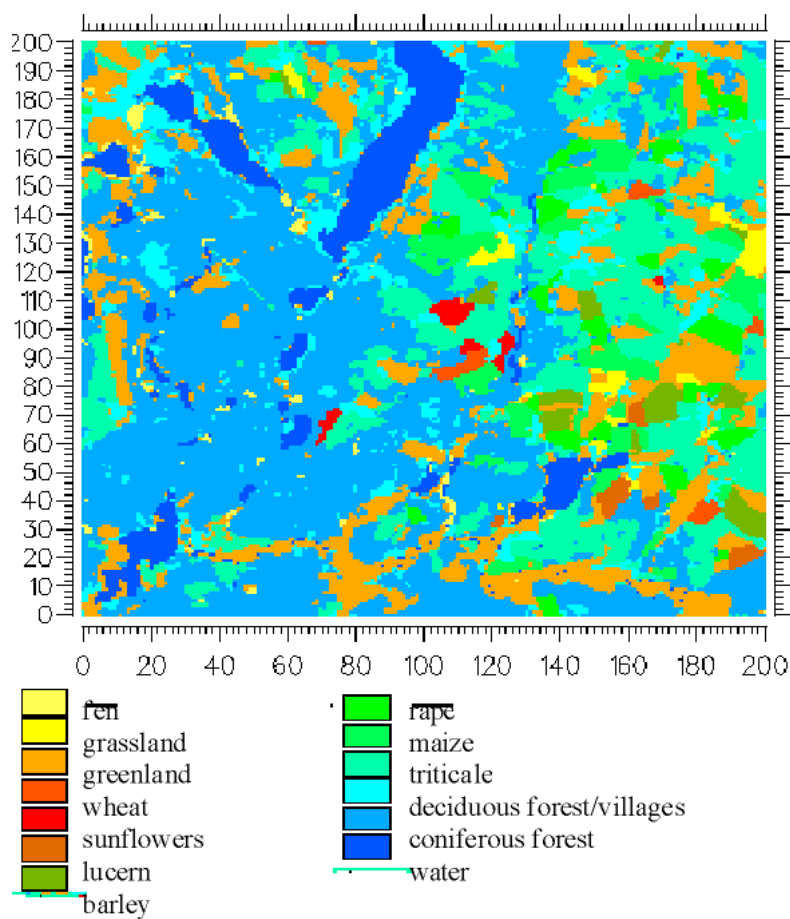 200
190
180
170
160
150
140
130
120
110
100
90
80
70
60
50
40
30
20
10
0
0 20 40 60 80 100 120 140 160 180 200
fen
grassland
greenland
wheat
sunflowers
lucern
barley
rape
maize
triticale
deciduous forest/villages
coniferous forest
water